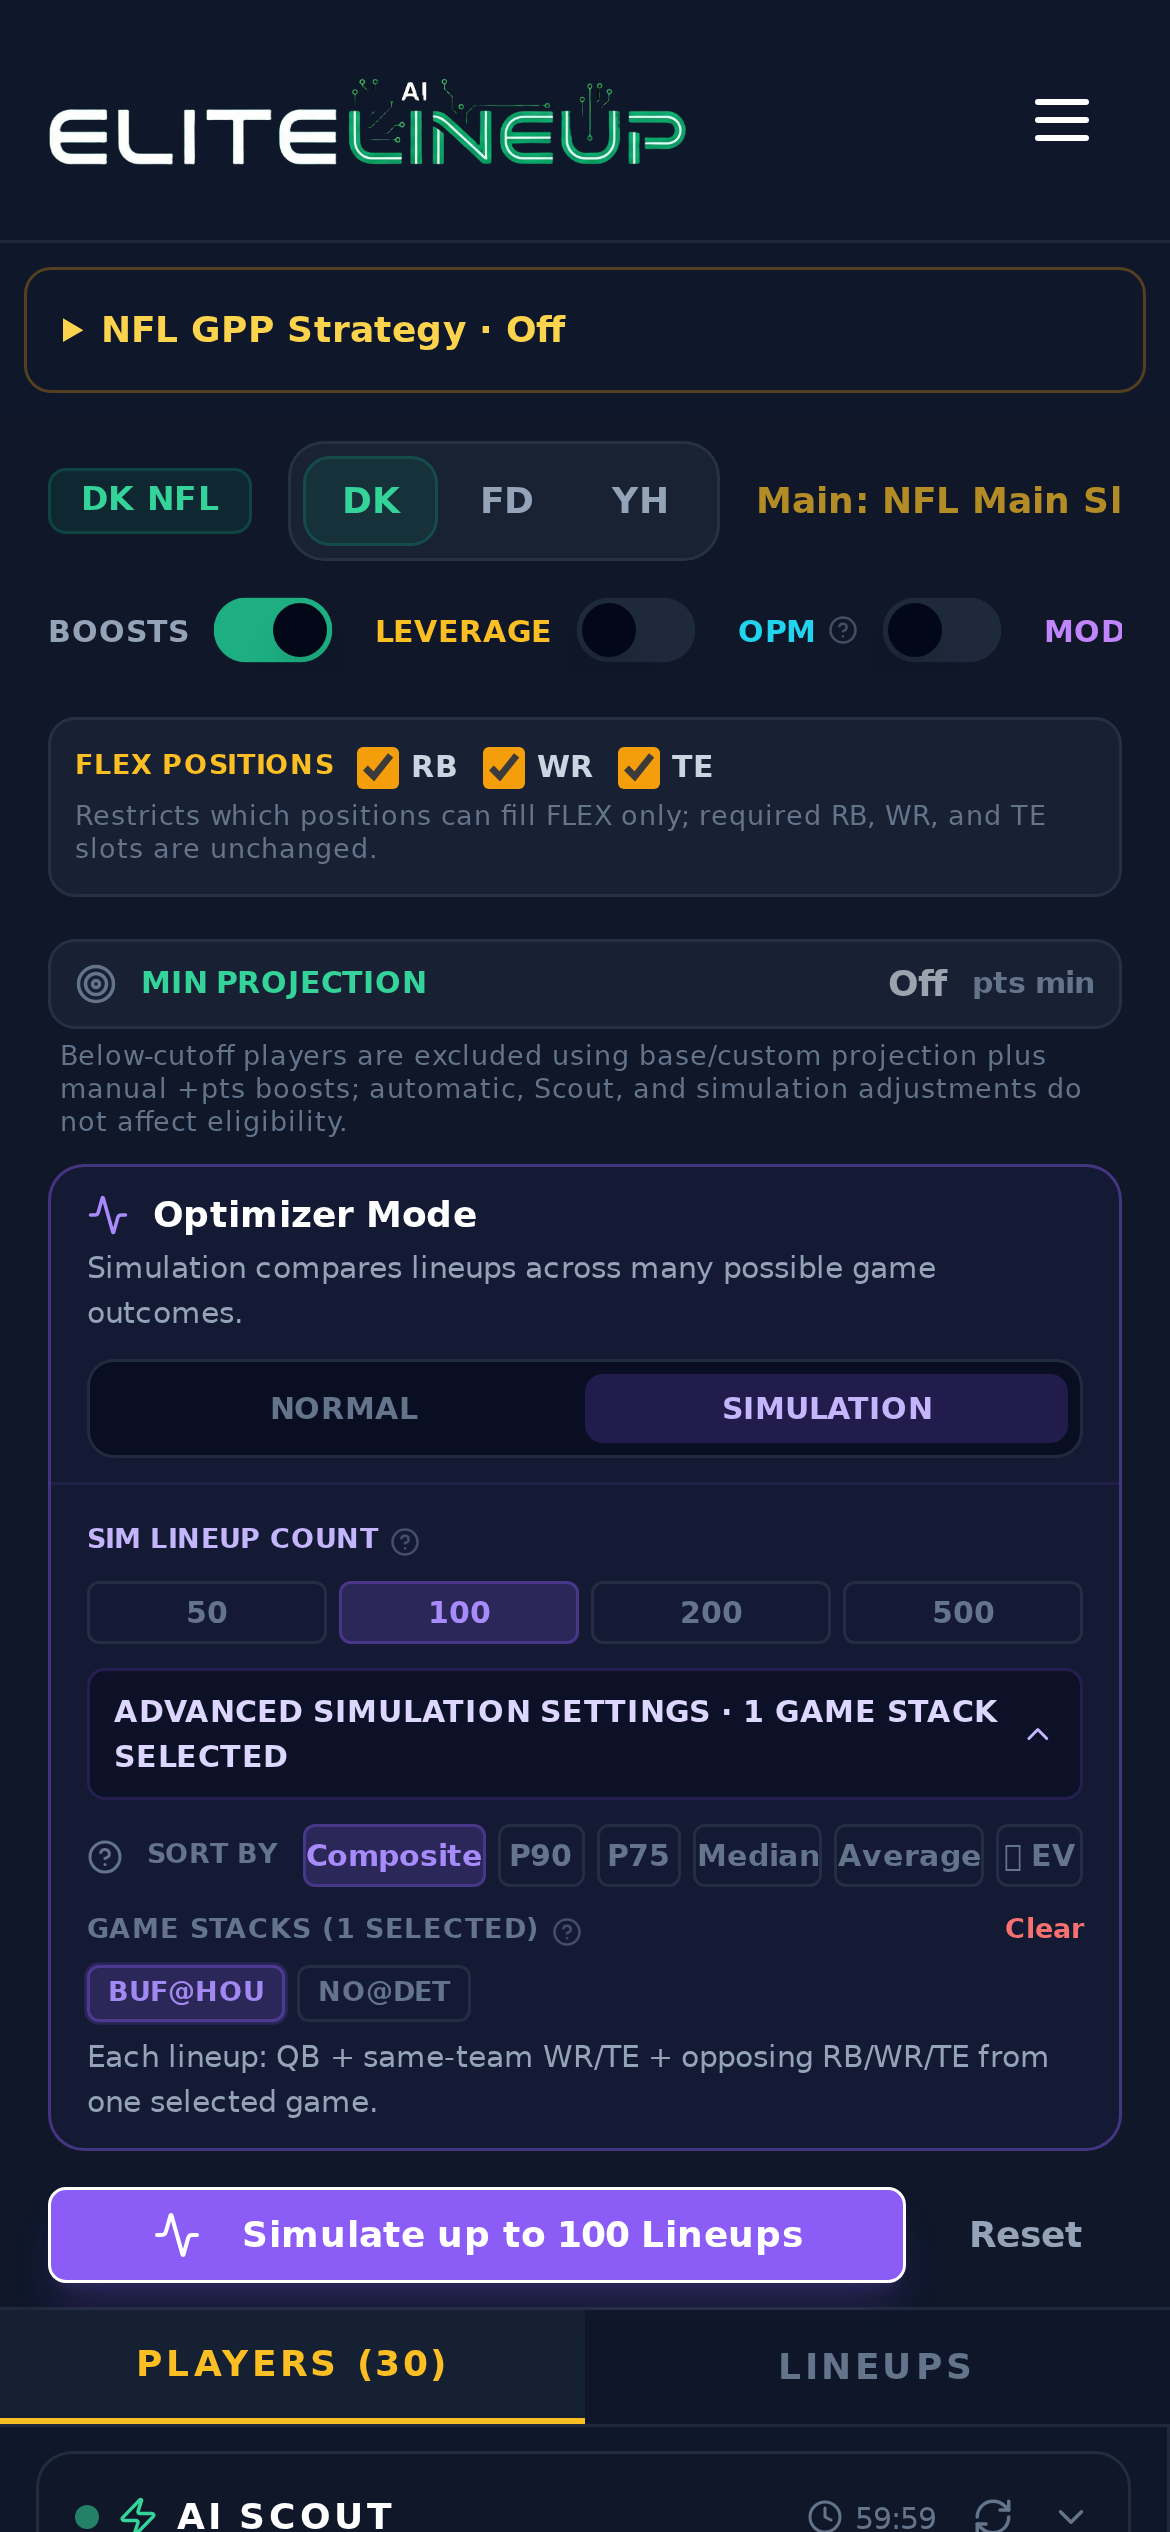 AI
ELITELINEUP
▶ NFL GPP Strategy · Off
DK NFL DK FD YH Main: NFL Main Sl
BOOSTS LEVERAGE OPM MOD
FLEX POSITIONS RB WR TE
Restricts which positions can fill FLEX only; required RB, WR, and TE
slots are unchanged.
MIN PROJECTION Off pts min
Below-cutoff players are excluded using base/custom projection plus
manual +pts boosts; automatic, Scout, and simulation adjustments do
not affect eligibility.
Optimizer Mode
Simulation compares lineups across many possible game
outcomes.
NORMAL SIMULATION
SIM LINEUP COUNT
50 100 200 500
ADVANCED SIMULATION SETTINGS · 1 GAME STACK
SELECTED
SORT BY Composite P90 P75 Median Average EV
GAME STACKS (1 SELECTED) Clear
BUF@HOU NO@DET
Each lineup: QB + same-team WR/TE + opposing RB/WR/TE from
one selected game.
Simulate up to 100 Lineups Reset
PLAYERS (30) LINEUPS
AI SCOUT 59:59